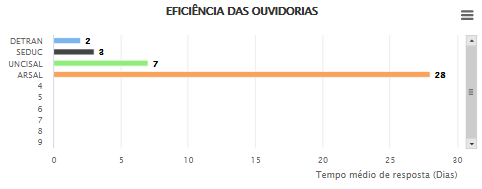 EFICIÊNCIA DAS OUVIDORIAS
DETRAN 2
SEDUC 3
UNCISAL 7
ARSAL 28
4
5
6
7
8
9
0 5 10 15 20 25 30
Tempo médio de resposta (Dias)